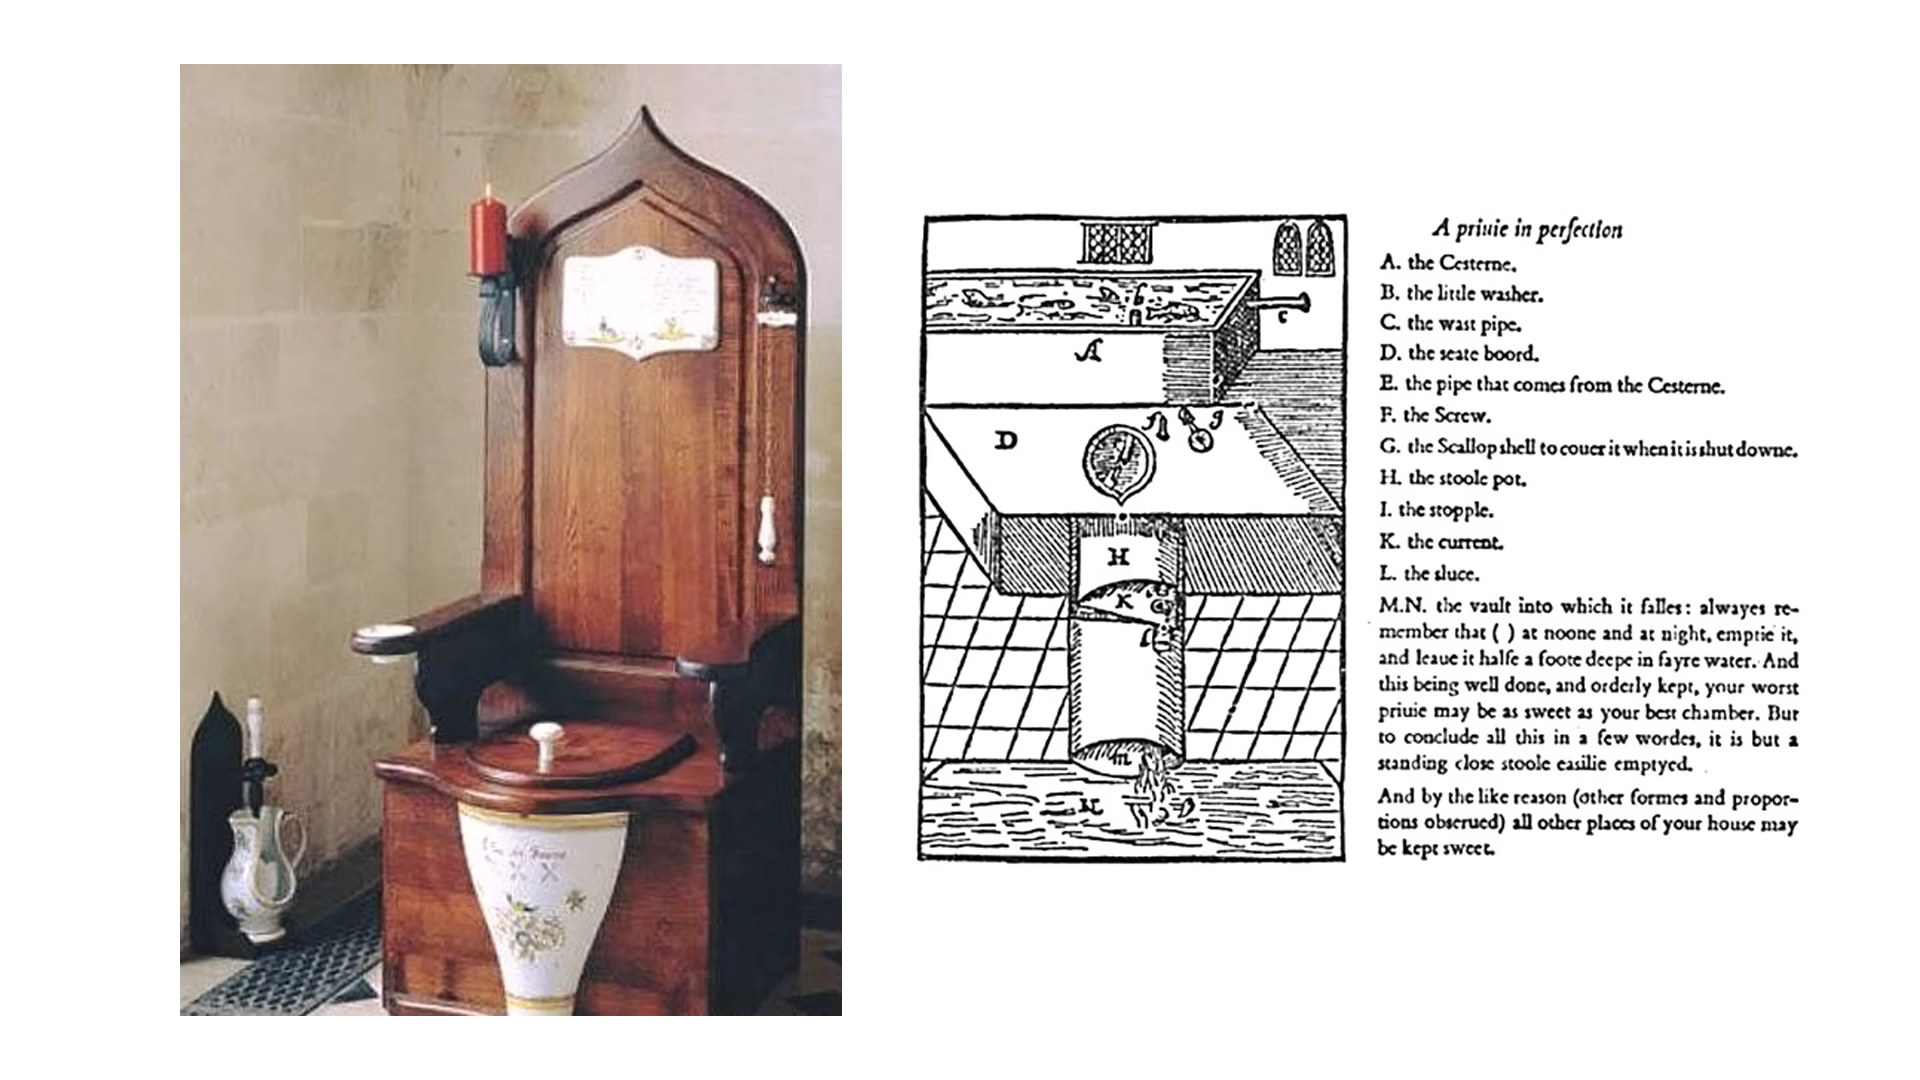 A priuie in perfection
A. the Cesterne.
B. the little washer.
C. the wast pipe.
D. the seate boord.
E. the pipe that comes from the Cesterne.
F. the Screw.
G. the Scallop shell to couer it when it is shut downe.
H. the stoole pot.
I. the stopple.
K. the current.
L. the sluce.
M.N. the vault into which it falles: alwayes re-
member that ( ) at noone and at night, emptie it,
and leaue it halfe a foote deepe in fayre water. And
this being well done, and orderly kept, your worst
priuie may be as sweet as your best chamber. But
to conclude all this in a few wordes, it is but a
standing close stoole easilie emptyed.
And by the like reason (other formes and propor-
tions obserued) all other places of your house may
be kept sweet.
b
c
A
f
g
D
H
K
l
m
N